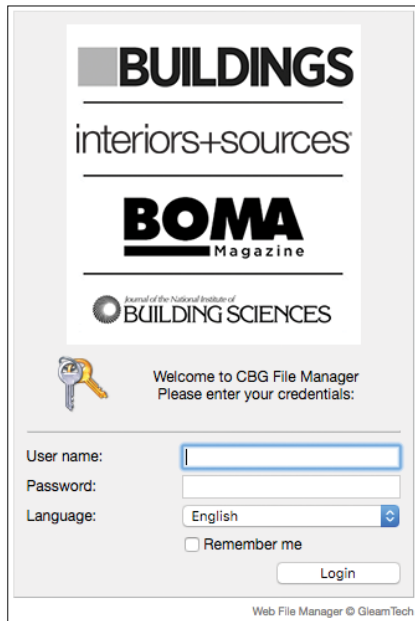 BUILDINGS
interiors+sources®
BOMA
Magazine
Journal of the National Institute of
BUILDING SCIENCES
Welcome to CBG File Manager
Please enter your credentials:
User name:
Password:
Language: English
Remember me
Login
Web File Manager © GleamTech